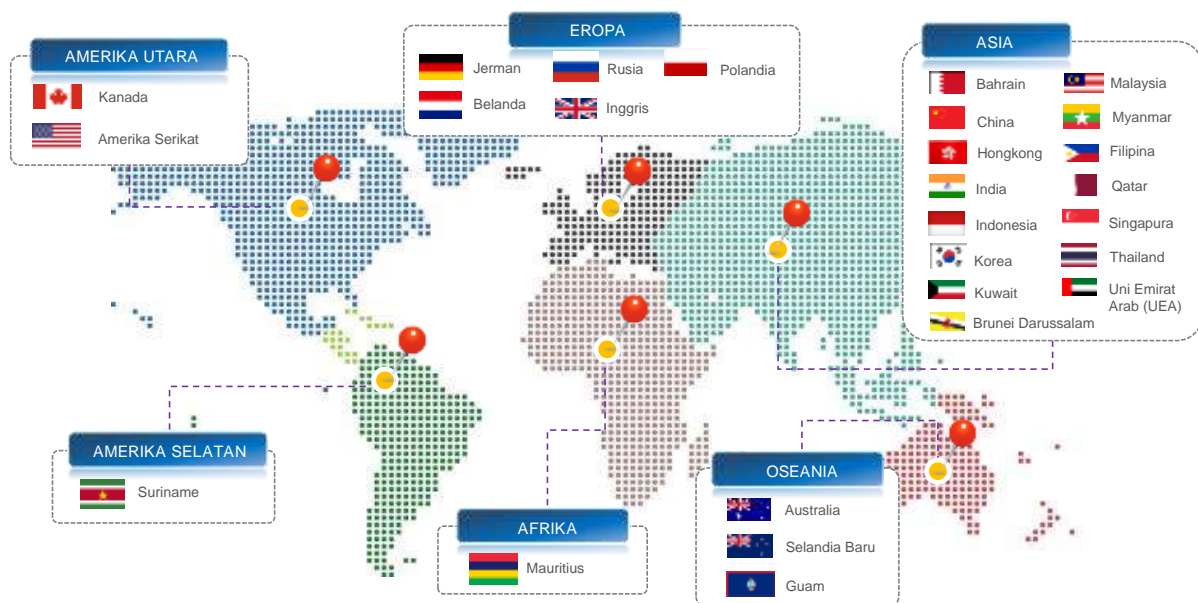 AMERIKA UTARA
Kanada
Amerika Serikat
EROPA
Jerman
Rusia
Polandia
Belanda
Inggris
ASIA
Bahrain
Malaysia
China
Myanmar
Hongkong
Filipina
India
Qatar
Indonesia
Singapura
Korea
Thailand
Kuwait
Uni Emirat
Arab (UEA)
Brunei Darussalam
AMERIKA SELATAN
Suriname
AFRIKA
Mauritius
OSEANIA
Australia
Selandia Baru
Guam